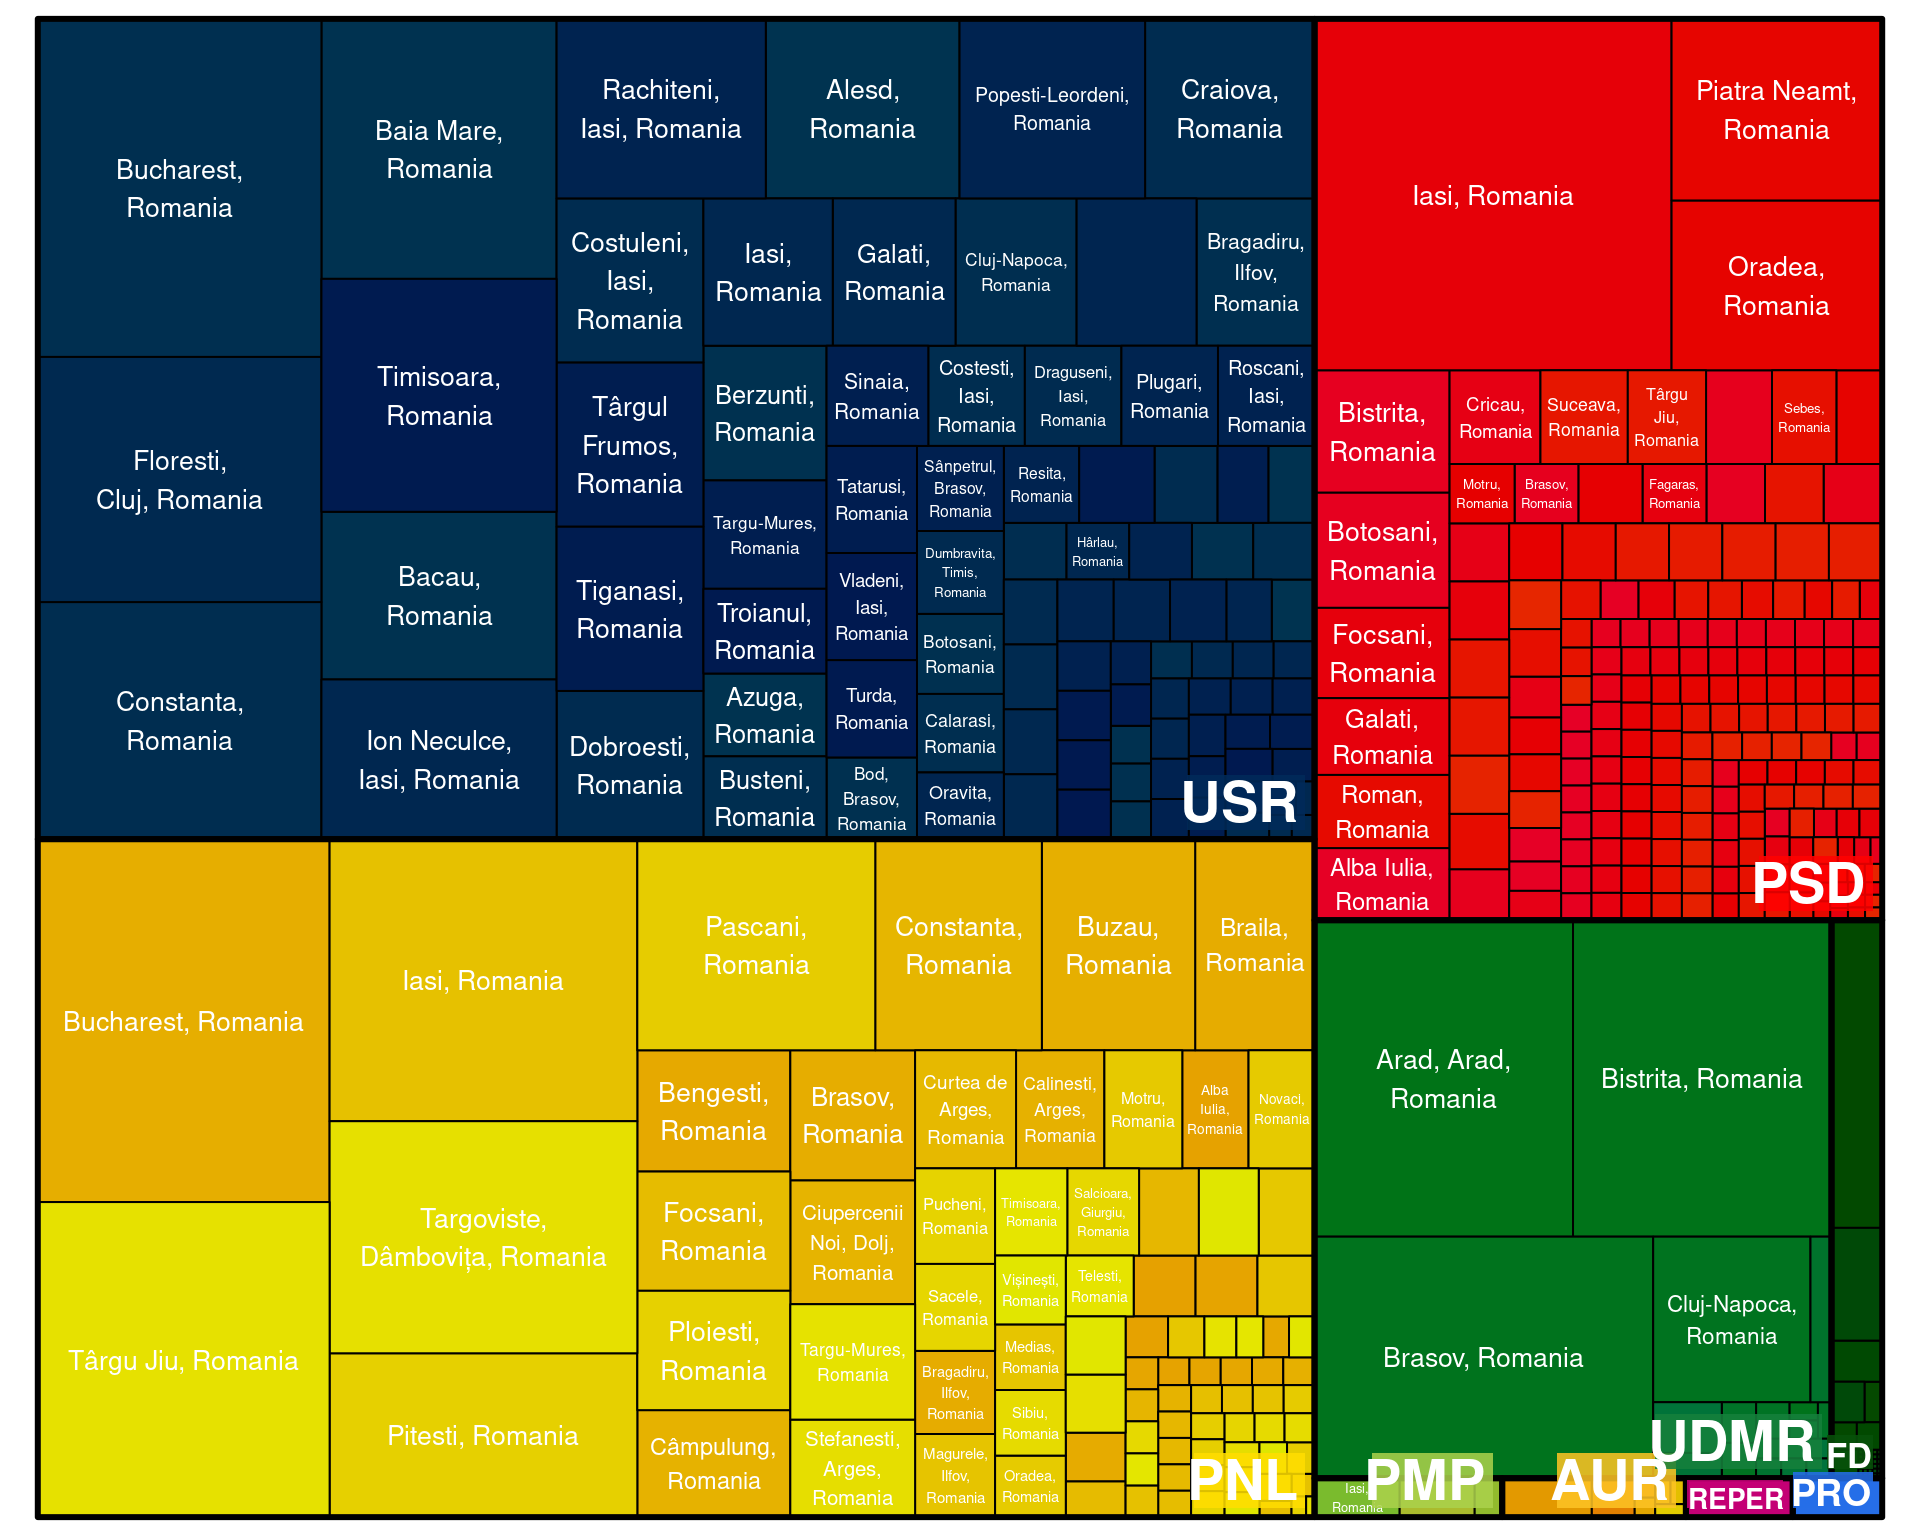 Bucharest,
Romania
Floresti,
Cluj, Romania
Constanta,
Romania
Baia Mare,
Romania
Timisoara,
Romania
Bacau,
Romania
Ion Neculce,
Iasi, Romania
Rachiteni,
Iasi, Romania
Alesd,
Romania
Popesti-Leordeni,
Romania
Craiova,
Romania
Costuleni,
Iasi,
Romania
Târgul
Frumos,
Romania
Tiganasi,
Romania
Dobroesti,
Romania
Iasi,
Romania
Galati,
Romania
Cluj-Napoca,
Romania
Bragadiru,
Ilfov,
Romania
Berzunti,
Romania
Targu-Mures,
Romania
Troianul,
Romania
Azuga,
Romania
Busteni,
Romania
Sinaia,
Romania
Costesti,
Iasi,
Romania
Draguseni,
Iasi,
Romania
Plugari,
Romania
Roscani,
Iasi,
Romania
Tatarusi,
Romania
Vladeni,
Iasi,
Romania
Turda,
Romania
Bod,
Brasov,
Romania
Sânpetrul,
Brasov,
Romania
Dumbravita,
Timis,
Romania
Botosani,
Romania
Calarasi,
Romania
Oravita,
Romania
Resita,
Romania
Hârlau,
Romania
USR
Iasi, Romania
Piatra Neamt,
Romania
Oradea,
Romania
Bistrita,
Romania
Botosani,
Romania
Focsani,
Romania
Galati,
Romania
Roman,
Romania
Alba Iulia,
Romania
Cricau,
Romania
Suceava,
Romania
Târgu
Jiu,
Romania
Sebes,
Romania
Motru,
Romania
Brasov,
Romania
Fagaras,
Romania
PSD
Bucharest, Romania
Târgu Jiu, Romania
Iasi, Romania
Targoviste,
Dâmbovița, Romania
Pitesti, Romania
Pascani,
Romania
Constanta,
Romania
Buzau,
Romania
Braila,
Romania
Bengesti,
Romania
Focsani,
Romania
Ploiesti,
Romania
Câmpulung,
Romania
Brasov,
Romania
Ciupercenii
Noi, Dolj,
Romania
Targu-Mures,
Romania
Stefanesti,
Arges,
Romania
Curtea de
Arges,
Romania
Calinesti,
Arges,
Romania
Motru,
Romania
Alba
Iulia,
Romania
Novaci,
Romania
Pucheni,
Romania
Sacele,
Romania
Bragadiru,
Ilfov,
Romania
Magurele,
Ilfov,
Romania
Timisoara,
Romania
Salcioara,
Giurgiu,
Romania
Vișinești,
Romania
Telesti,
Romania
Medias,
Romania
Sibiu,
Romania
Oradea,
Romania
PNL
Arad, Arad,
Romania
Bistrita, Romania
Brasov, Romania
Cluj-Napoca,
Romania
UDMR
FD
Iasi,
Romania
PMP
AUR
REPER
PRO